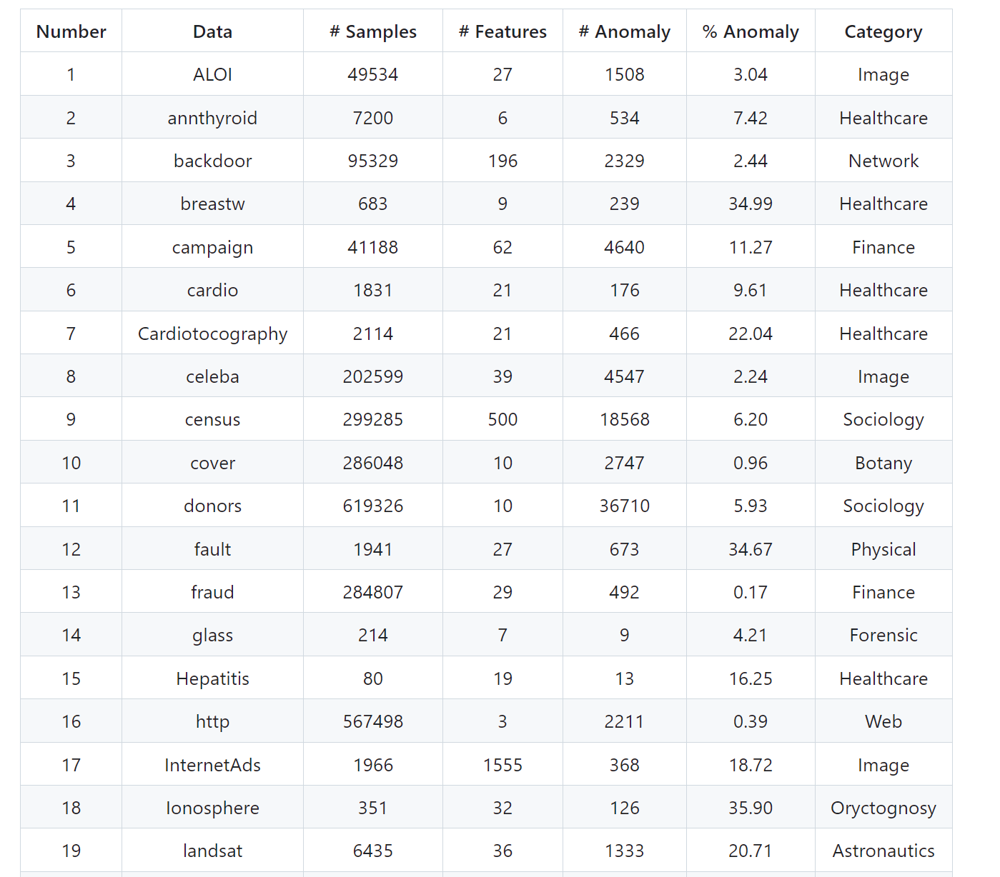 Number Data # Samples # Features # Anomaly % Anomaly Category
1 ALOI 49534 27 1508 3.04 Image
2 annthyroid 7200 6 534 7.42 Healthcare
3 backdoor 95329 196 2329 2.44 Network
4 breastw 683 9 239 34.99 Healthcare
5 campaign 41188 62 4640 11.27 Finance
6 cardio 1831 21 176 9.61 Healthcare
7 Cardiotocography 2114 21 466 22.04 Healthcare
8 celeba 202599 39 4547 2.24 Image
9 census 299285 500 18568 6.20 Sociology
10 cover 286048 10 2747 0.96 Botany
11 donors 619326 10 36710 5.93 Sociology
12 fault 1941 27 673 34.67 Physical
13 fraud 284807 29 492 0.17 Finance
14 glass 214 7 9 4.21 Forensic
15 Hepatitis 80 19 13 16.25 Healthcare
16 http 567498 3 2211 0.39 Web
17 InternetAds 1966 1555 368 18.72 Image
18 Ionosphere 351 32 126 35.90 Oryctognosy
19 landsat 6435 36 1333 20.71 Astronautics